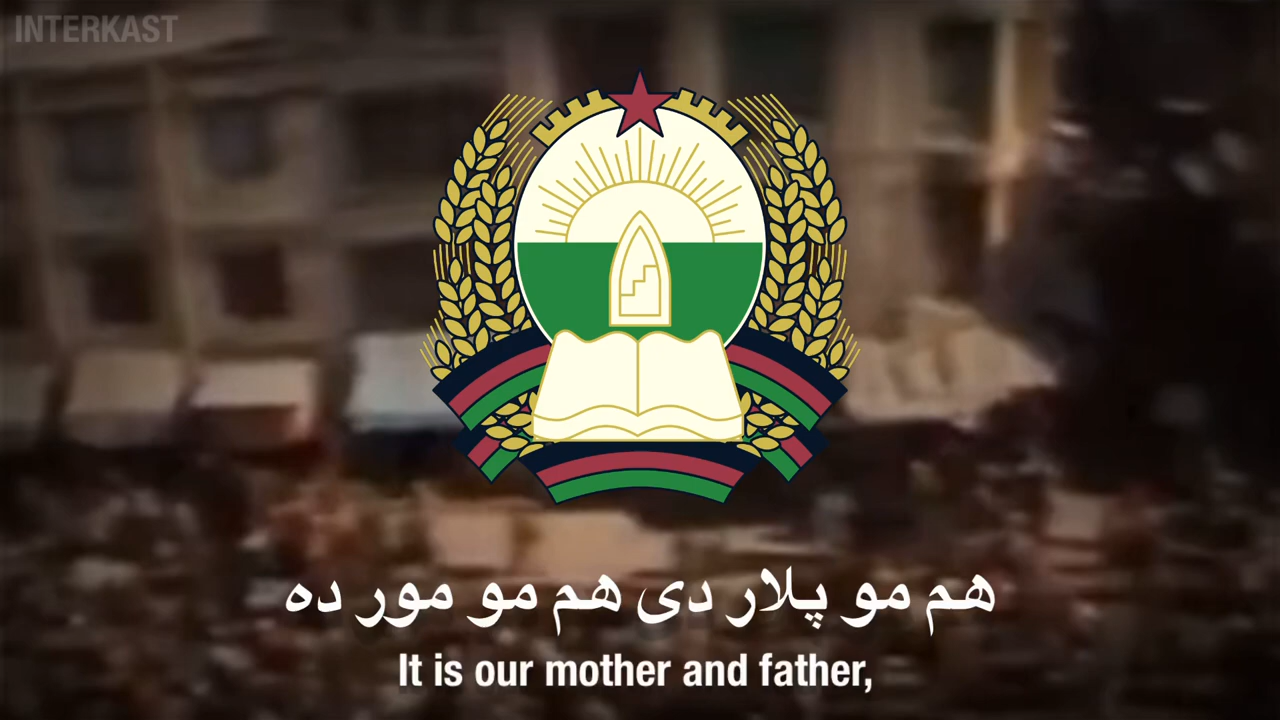 INTERKAST
هم مو پلار دی هم مو مور ده
It is our mother and father,